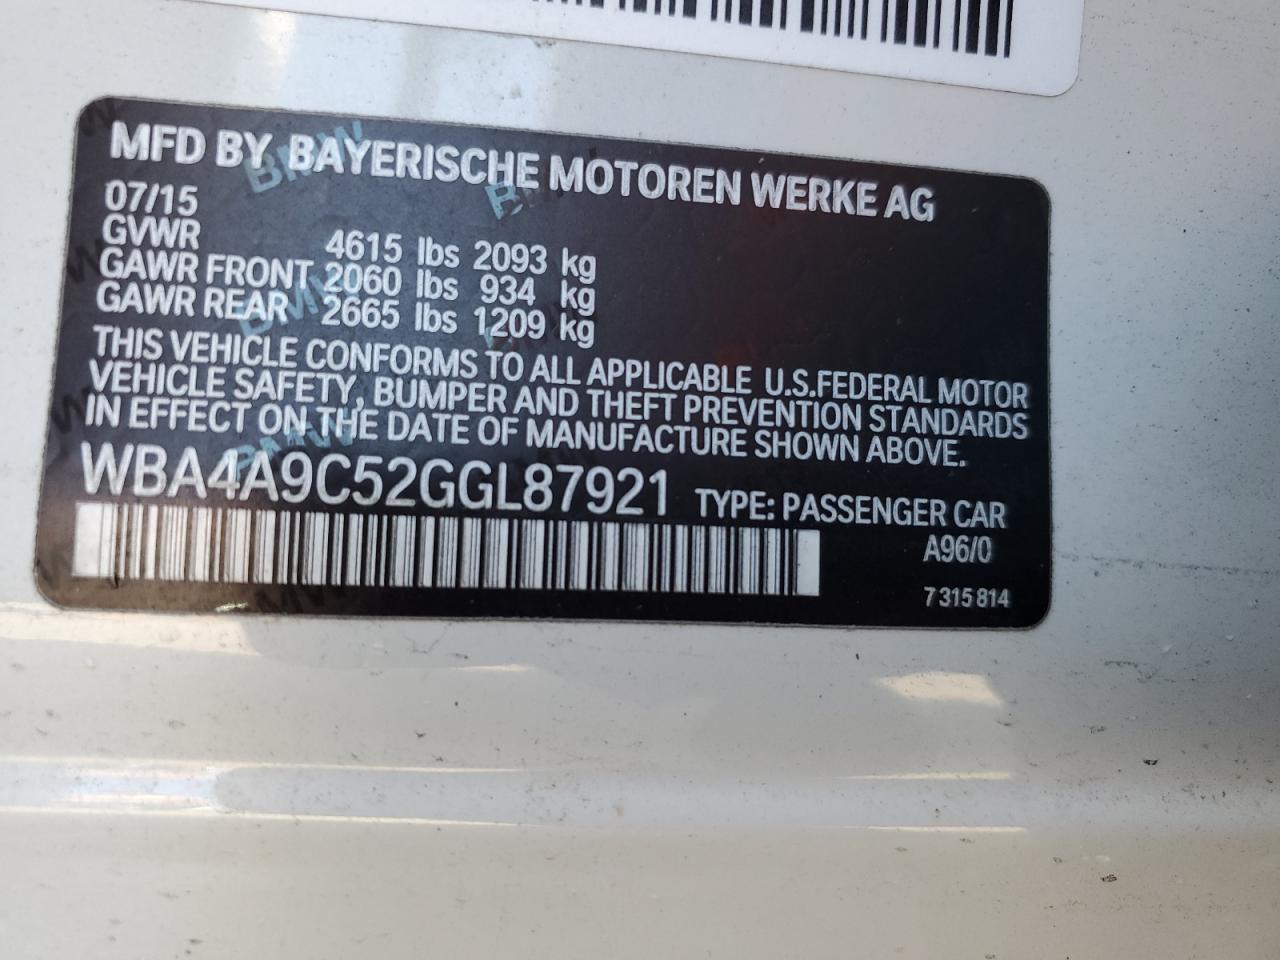 MFD BY BAYERISCHE MOTOREN WERKE AG
07/15
GVWR 4615 lbs 2093 kg
GAWR FRONT 2060 lbs 934 kg
GAWR REAR 2665 lbs 1209 kg
THIS VEHICLE CONFORMS TO ALL APPLICABLE U.S.FEDERAL MOTOR
VEHICLE SAFETY, BUMPER AND THEFT PREVENTION STANDARDS
IN EFFECT ON THE DATE OF MANUFACTURE SHOWN ABOVE.
WBA4A9C52GGL87921 TYPE: PASSENGER CAR
A96/0
7 315 814